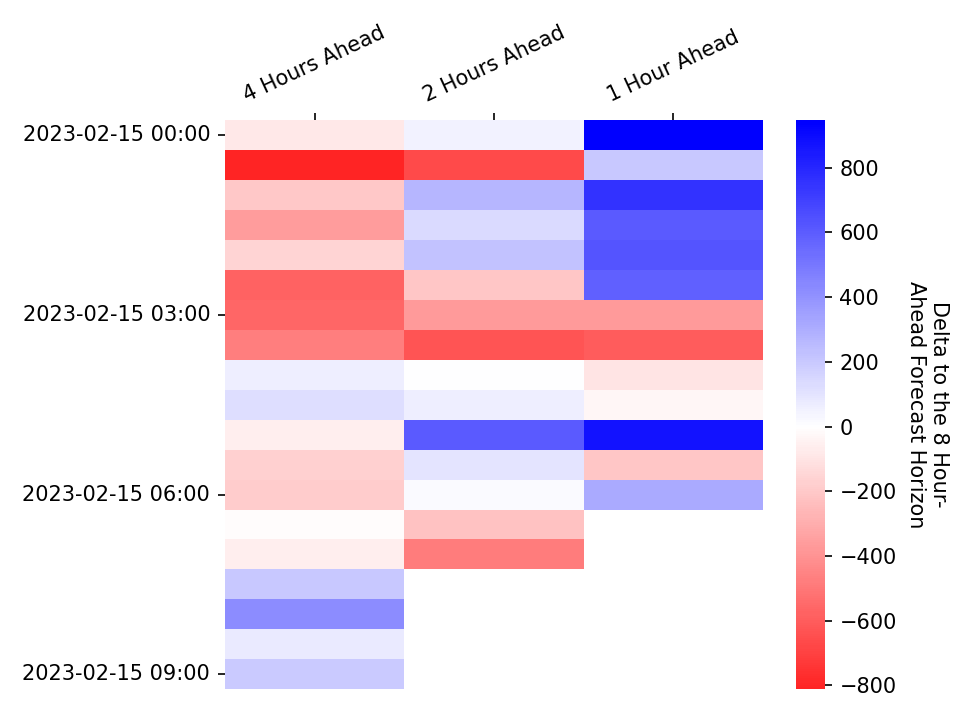 4 Hours Ahead
2 Hours Ahead
1 Hour Ahead
2023-02-15 00:00
2023-02-15 03:00
2023-02-15 06:00
2023-02-15 09:00
800
600
400
200
0
−200
−400
−600
−800
Delta to the 8 Hour-
Ahead Forecast Horizon